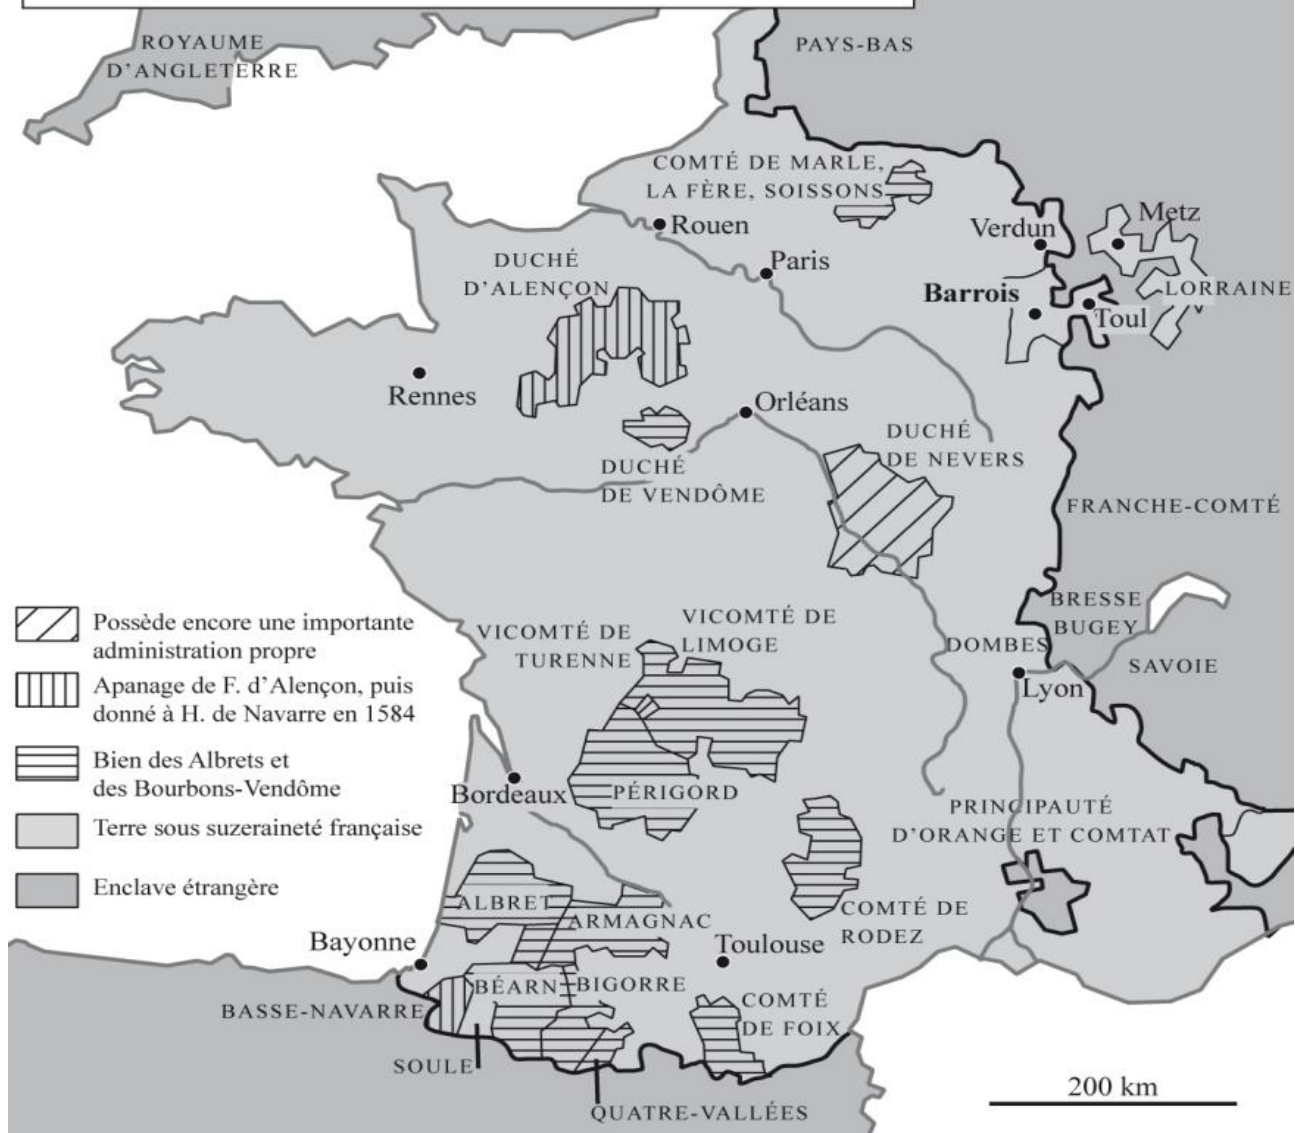 ROYAUME
D'ANGLETERRE
PAYS-BAS
COMTÉ DE MARLE,
LA FÈRE, SOISSONS
Rouen
Verdun
Metz
Paris
DUCHÉ
D'ALENÇON
Barrois
LORRAINE
Toul
Rennes
Orléans
DUCHÉ
DE NEVERS
DUCHÉ
DE VENDÔME
FRANCHE-COMTÉ
BRESSE
BUGEY
DOMBES
SAVOIE
Lyon
VICOMTÉ DE
TURENNE
VICOMTÉ DE
LIMOGE
Possède encore une importante
administration propre
Apanage de F. d'Alençon, puis
donné à H. de Navarre en 1584
Bien des Albrets et
des Bourbons-Vendôme
Terre sous suzeraineté française
Enclave étrangère
Bordeaux
PÉRIGORD
PRINCIPAUTÉ
D'ORANGE ET COMTAT
ALBRET
ARMAGNAC
COMTÉ DE
RODEZ
Bayonne
Toulouse
BÉARN
BIGORRE
BASSE-NAVARRE
COMTÉ
DE FOIX
SOULE
QUATRE-VALLÉES
200 km